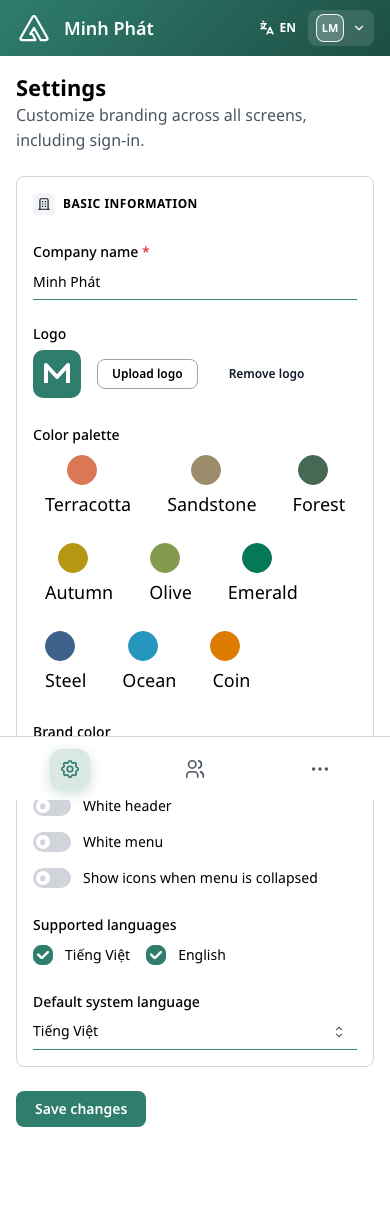 Minh Phát
EN
LM
Settings
Customize branding across all screens,
including sign-in.
BASIC INFORMATION
Company name *
Minh Phát
Logo
Upload logo
Remove logo
Color palette
Terracotta
Sandstone
Forest
Autumn
Olive
Emerald
Steel
Ocean
Coin
Brand color
White header
White menu
Show icons when menu is collapsed
Supported languages
Tiếng Việt
English
Default system language
Tiếng Việt
Save changes